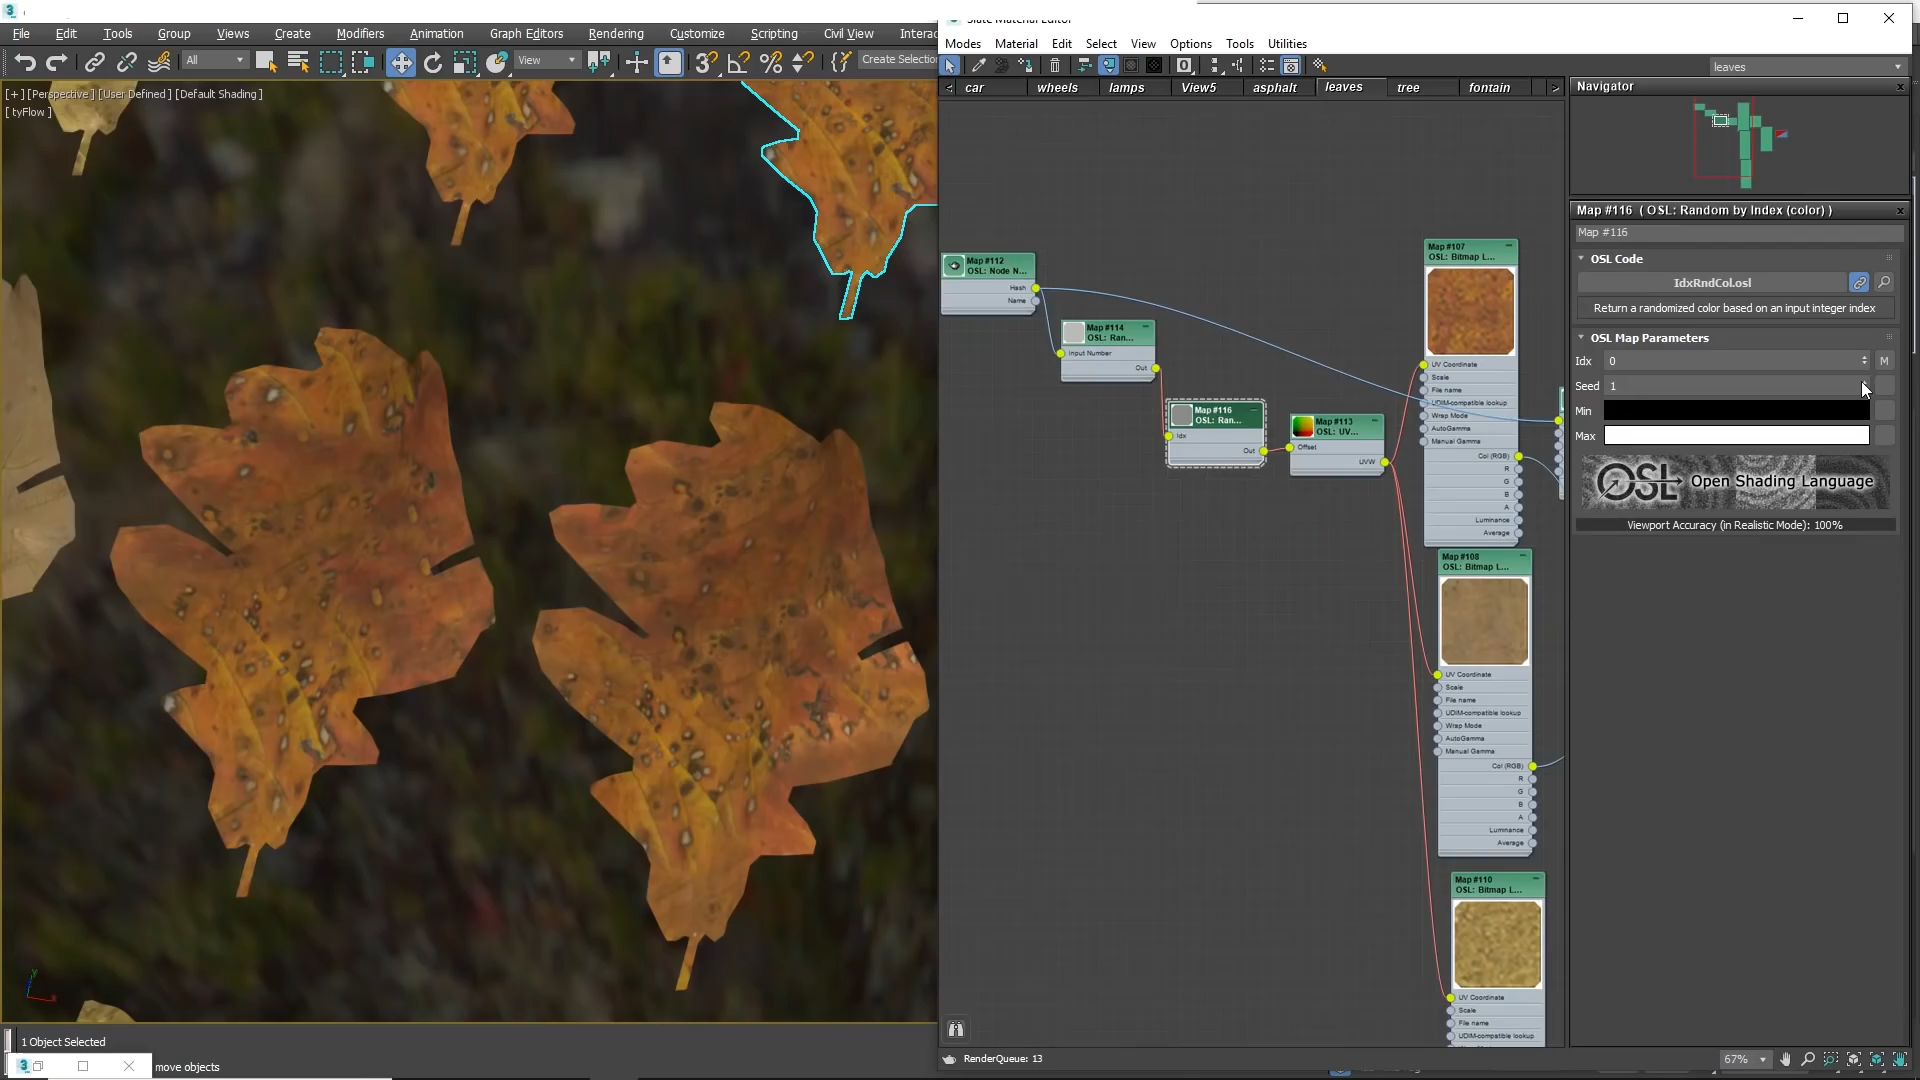 3
File Edit Tools Group Views Create Modifiers Animation Graph Editors Rendering Customize Scripting Civil View Interac
All View Create Selection
[+] [Perspective] [User Defined] [Default Shading]
[ tyFlow ]
Slate Material Editor
Modes Material Edit Select View Options Tools Utilities
leaves
car wheels lamps View5 asphalt leaves tree fontain
Navigator
Map #116 ( OSL: Random by Index (color) )
Map #116
OSL Code
IdxRndCol.osl
Return a randomized color based on an input integer index
OSL Map Parameters
Idx 0 M
Seed 1
Min
Max
OSL Open Shading Language
Viewport Accuracy (in Realistic Mode): 100%
Map #112
OSL: Node N...
Hash
Name
Map #114
OSL: Ran...
Input Number
Out
Map #116
OSL: Ran...
Idx
Out
Map #113
OSL: UV...
Offset
UVW
Map #107
OSL: Bitmap L...
UV Coordinate
Scale
File name
UDIM-compatible lookup
Wrap Mode
AutoGamma
Manual Gamma
Col (RGB)
R
G
B
A
Luminance
Average
Map #108
OSL: Bitmap L...
UV Coordinate
Scale
File name
UDIM-compatible lookup
Wrap Mode
AutoGamma
Manual Gamma
Col (RGB)
R
G
B
A
Luminance
Average
Map #110
OSL: Bitmap L...
UV Coordinate
Scale
File name
UDIM-compatible lookup
1 Object Selected
move objects
RenderQueue: 13
67%